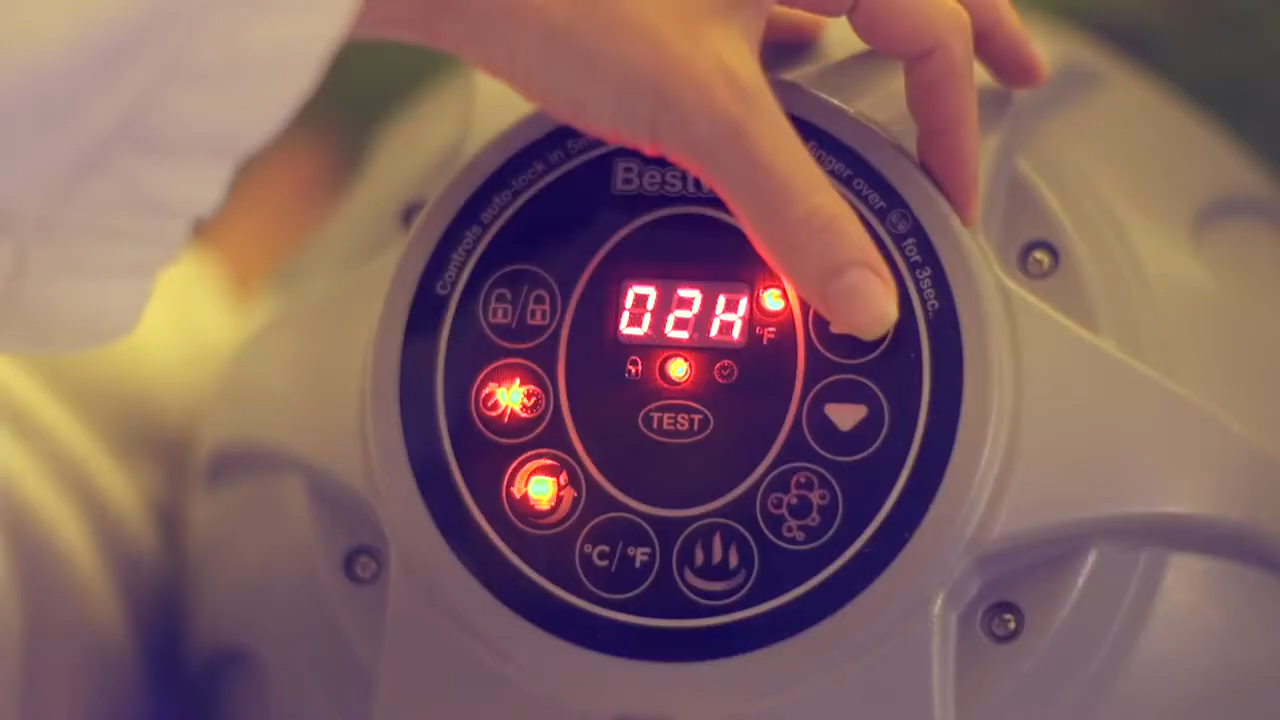 Controls auto-lock in 5
finger over
for 3sec.
Best
02H
°F
TEST
°C/°F